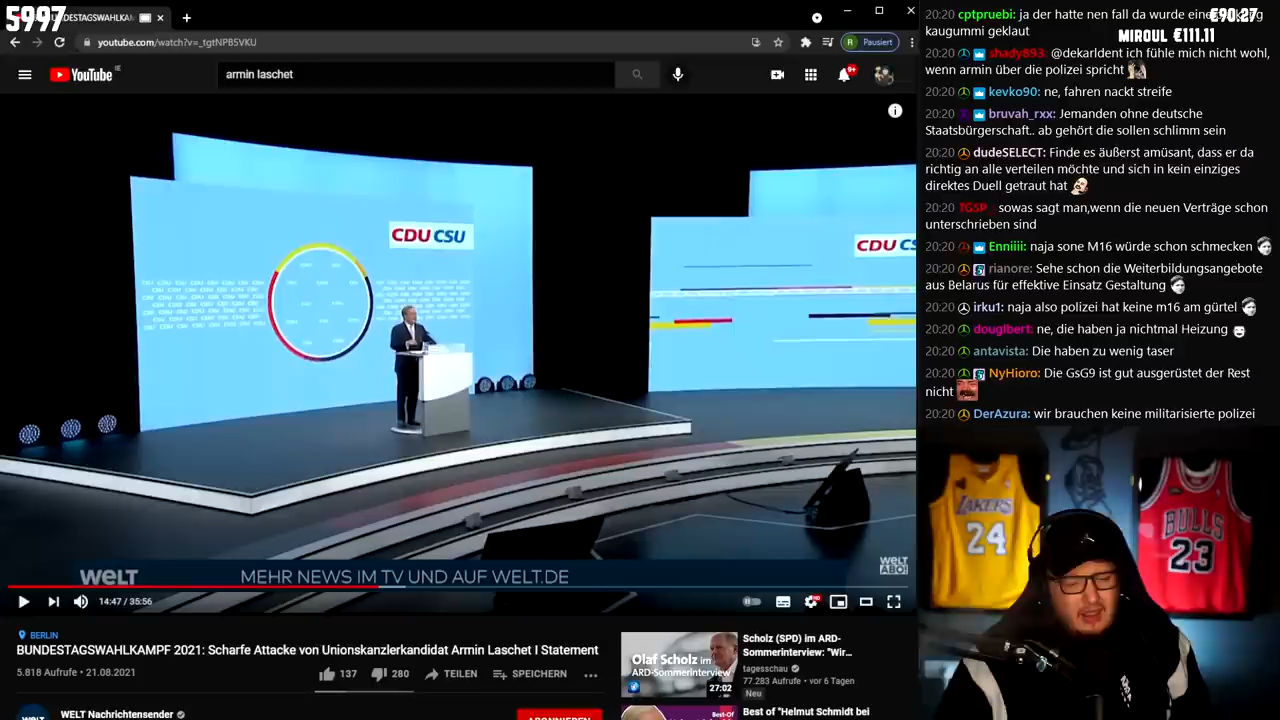 5997
BUNDESTAGSWAHLKAM
youtube.com/watch?v=_tgtNPB5VKU
R Pausiert
YouTube IE
armin laschet
9+
CDU CSU
CDU CS
WELT
MEHR NEWS IM TV UND AUF WELT.DE
WELT
ABO!
14:47 / 35:56
BERLIN
BUNDESTAGSWAHLKAMPF 2021: Scharfe Attacke von Unionskanzlerkandidat Armin Laschet I Statement
5.818 Aufrufe • 21.08.2021
137
280
TEILEN
SPEICHERN
WELT Nachrichtensender
ABONNIEREN
Olaf Scholz im
ARD-Sommerinterview
27:02
Scholz (SPD) im ARD-
Sommerinterview: "Wir...
tagesschau
77.283 Aufrufe • vor 6 Tagen
Neu
Best of "Helmut Schmidt bei
€90.27
MIROUL €111.11
20:20 cptpruebi: ja der hatte nen fall da wurde eine
kaugummi geklaut
20:20 shady893: @dekarldent ich fühle mich nicht wohl,
wenn armin über die polizei spricht
20:20 kevko90: ne, fahren nackt streife
20:20 bruvah_rxx: Jemanden ohne deutsche
Staatsbürgerschaft.. ab gehört die sollen schlimm sein
20:20 dudeSELECT: Finde es äußerst amüsant, dass er da
richtig an alle verteilen möchte und sich in kein einziges
direktes Duell getraut hat
20:20 TGSP_: sowas sagt man,wenn die neuen Verträge schon
unterschrieben sind
20:20 Enniiii: naja sone M16 würde schon schmecken
20:20 rianore: Sehe schon die Weiterbildungsangebote
aus Belarus für effektive Einsatz Gestaltung
20:20 irku1: naja also polizei hat keine m16 am gürtel
20:20 douglbert: ne, die haben ja nichtmal Heizung
20:20 antavista: Die haben zu wenig taser
20:20 NyHioro: Die GsG9 ist gut ausgerüstet der Rest
nicht
20:20 DerAzura: wir brauchen keine militarisierte polizei
LAKERS
24
BULLS
23